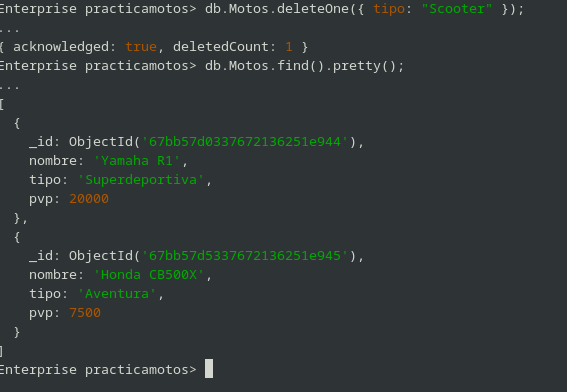 Enterprise practicamotos> db.Motos.deleteOne({ tipo: "Scooter" });
...
{ acknowledged: true, deletedCount: 1 }
Enterprise practicamotos> db.Motos.find().pretty();
...
[
  {
    _id: ObjectId('67bb57d0337672136251e944'),
    nombre: 'Yamaha R1',
    tipo: 'Superdeportiva',
    pvp: 20000
  },
  {
    _id: ObjectId('67bb57d5337672136251e945'),
    nombre: 'Honda CB500X',
    tipo: 'Aventura',
    pvp: 7500
  }
]
Enterprise practicamotos>